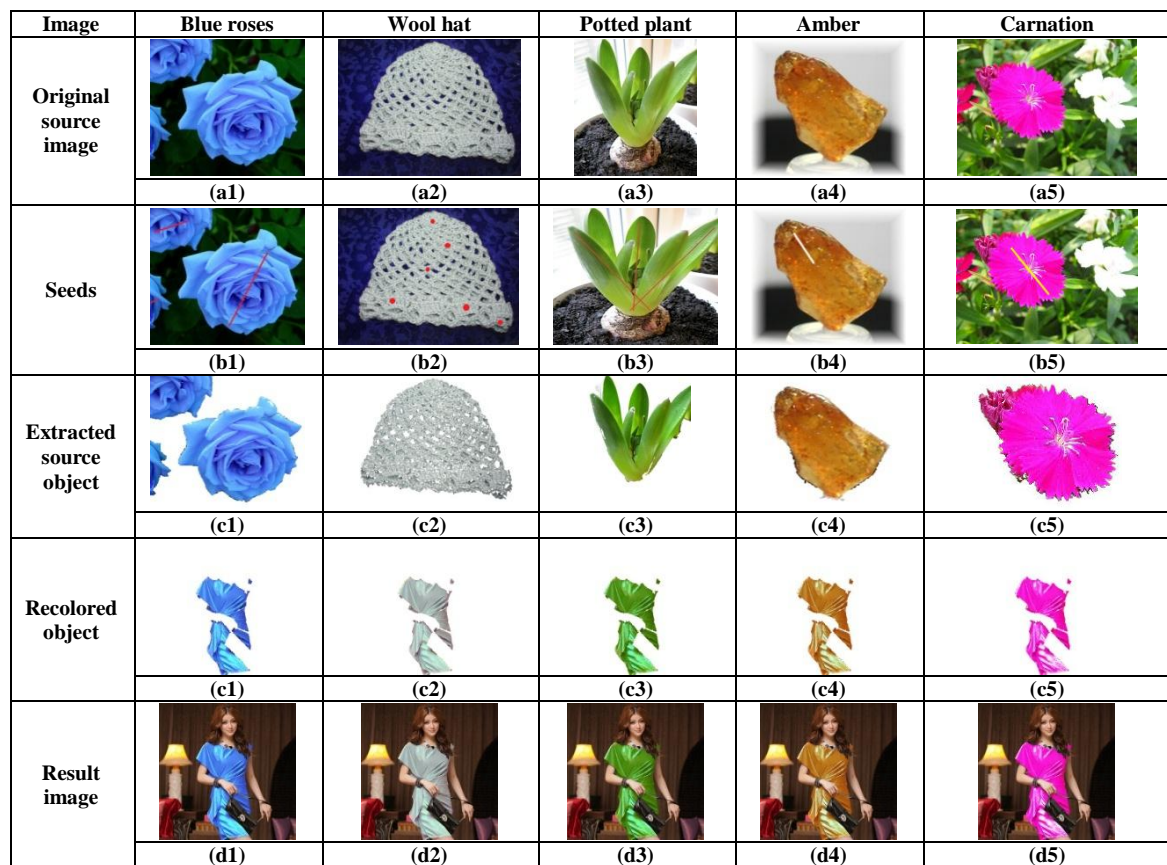 Image Blue roses Wool hat Potted plant Amber Carnation
Original
source
image
(a1) (a2) (a3) (a4) (a5)
Seeds
(b1) (b2) (b3) (b4) (b5)
Extracted
source
object
(c1) (c2) (c3) (c4) (c5)
Recolored
object
(c1) (c2) (c3) (c4) (c5)
Result
image
(d1) (d2) (d3) (d4) (d5)